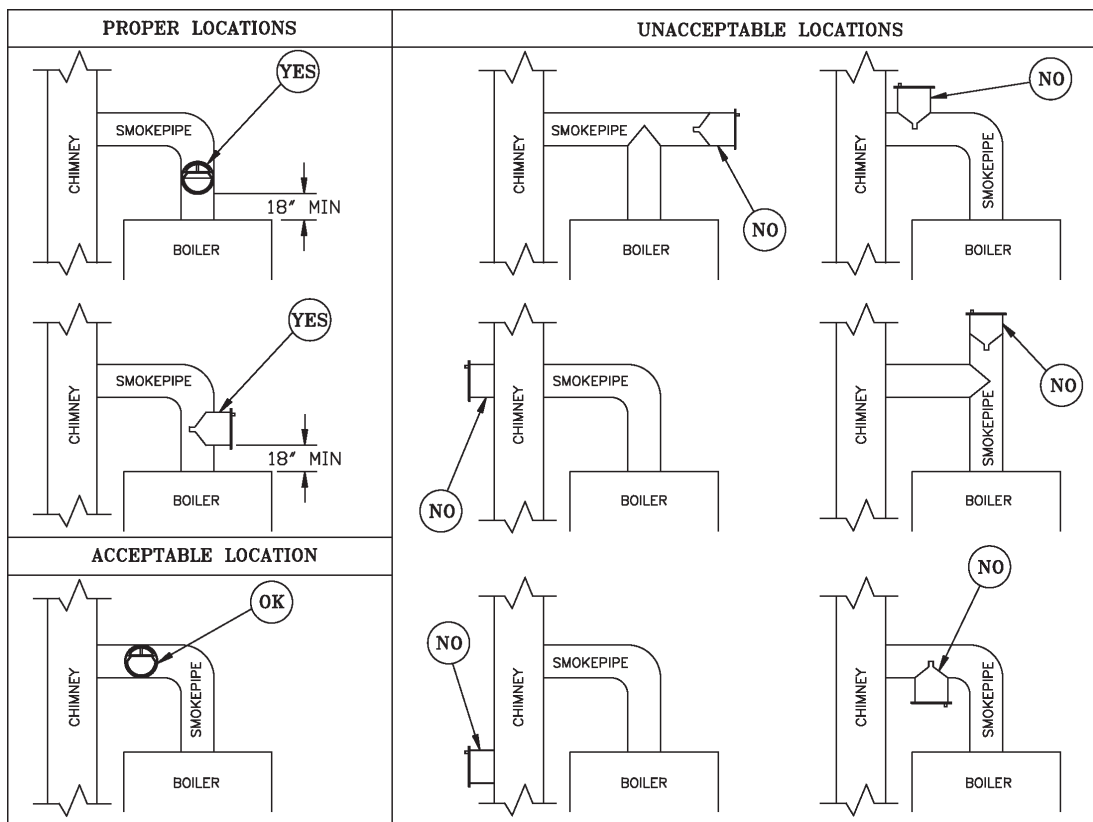 PROPER LOCATIONS
YES
CHIMNEY
SMOKEPIPE
18" MIN
BOILER
YES
CHIMNEY
SMOKEPIPE
18" MIN
BOILER
ACCEPTABLE LOCATION
OK
CHIMNEY
SMOKEPIPE
BOILER
UNACCEPTABLE LOCATIONS
CHIMNEY
SMOKEPIPE
NO
BOILER
NO
CHIMNEY
SMOKEPIPE
BOILER
CHIMNEY
SMOKEPIPE
NO
BOILER
CHIMNEY
SMOKEPIPE
NO
BOILER
NO
CHIMNEY
SMOKEPIPE
BOILER
NO
CHIMNEY
SMOKEPIPE
BOILER